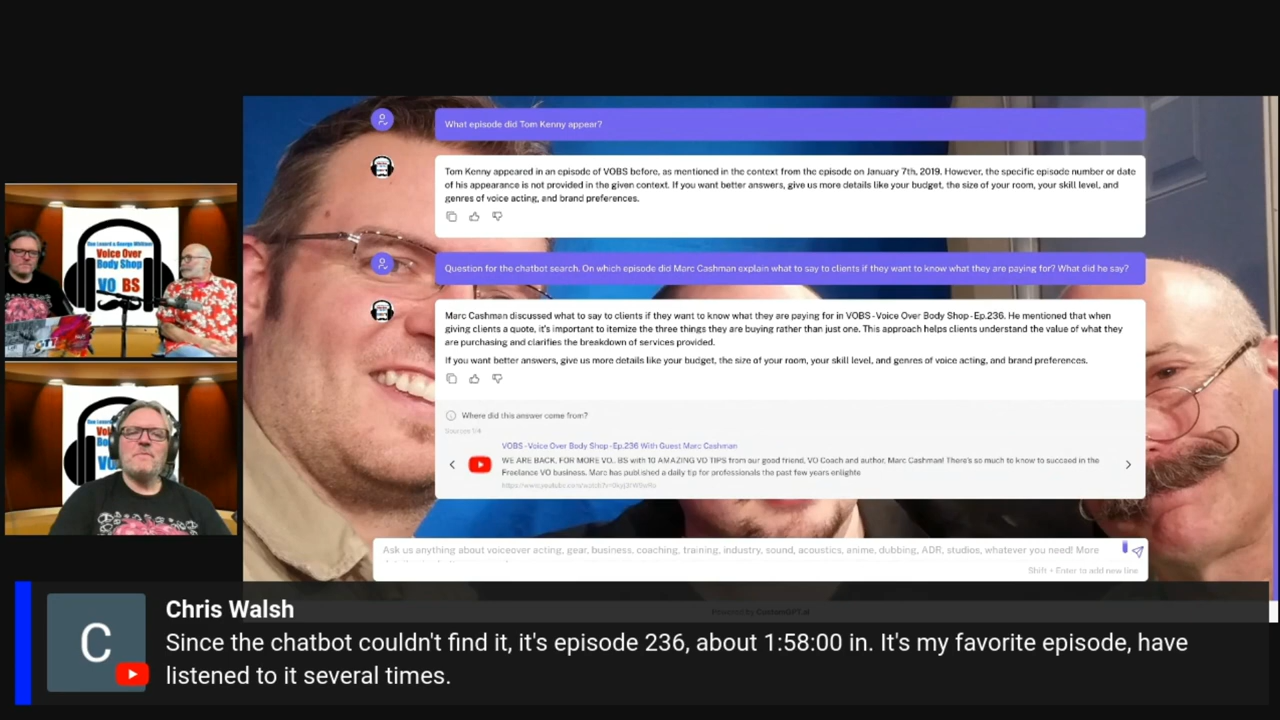 What episode did Tom Kenny appear?
Tom Kenny appeared in an episode of VOBS before, as mentioned in the context from the episode on January 7th, 2019. However, the specific episode number or date
of his appearance is not provided in the given context. If you want better answers, give us more details like your budget, the size of your room, your skill level, and
genres of voice acting, and brand preferences.
Question for the chatbot search. On which episode did Marc Cashman explain what to say to clients if they want to know what they are paying for? What did he say?
Marc Cashman discussed what to say to clients if they want to know what they are paying for in VOBS - Voice Over Body Shop - Ep.236. He mentioned that when
giving clients a quote, it's important to itemize the three things they are buying rather than just one. This approach helps clients understand the value of what they
are purchasing and clarifies the breakdown of services provided.
If you want better answers, give us more details like your budget, the size of your room, your skill level, and genres of voice acting, and brand preferences.
Where did this answer come from?
Sources 1/4
VOBS - Voice Over Body Shop - Ep.236 With Guest Marc Cashman
WE ARE BACK, FOR MORE VO.. BS with 10 AMAZING VO TIPS from our good friend, VO Coach and author, Marc Cashman! There's so much to know to succeed in the
Freelance VO business. Marc has published a daily tip for professionals the past few years enlighte
Ask us anything about voiceover acting, gear, business, coaching, training, industry, sound, acoustics, anime, dubbing, ADR, studios, whatever you need! More
Shift + Enter to add new line
Powered by CustomGPT.ai
Voice Over
Body Shop
VO BS
C
Chris Walsh
Since the chatbot couldn't find it, it's episode 236, about 1:58:00 in. It's my favorite episode, have
listened to it several times.